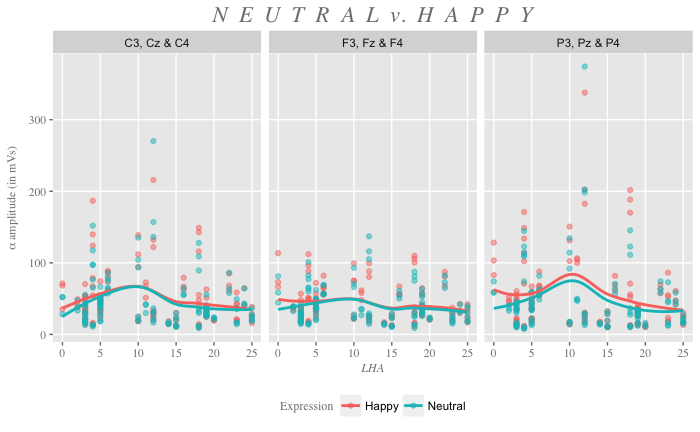 NEUTRAL v. HAPPY
C3, Cz & C4 F3, Fz & F4 P3, Pz & P4
300
200
100
0
α amplitude (in mVs)
0 5 10 15 20 25 0 5 10 15 20 25 0 5 10 15 20 25
LHA
Expression Happy Neutral